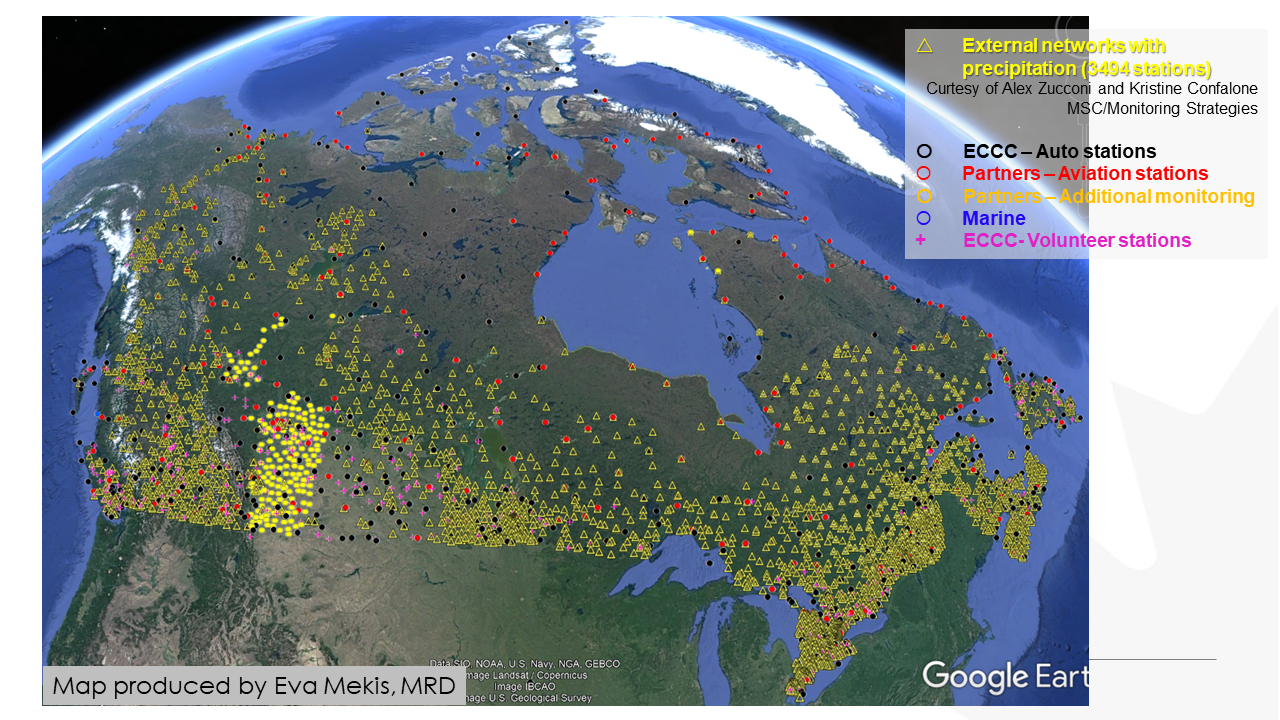 External networks with
precipitation (3494 stations)
Curtesy of Alex Zucconi and Kristine Confalone
MSC/Monitoring Strategies
ECCC – Auto stations
Partners – Aviation stations
Partners – Additional monitoring
Marine
ECCC- Volunteer stations
Data SIO, NOAA, U.S. Navy, NGA, GEBCO
mage Landsat / Copernicus
Image IBCAO
mage U.S. Geological Survey
Map produced by Eva Mekis, MRD
Google Eart